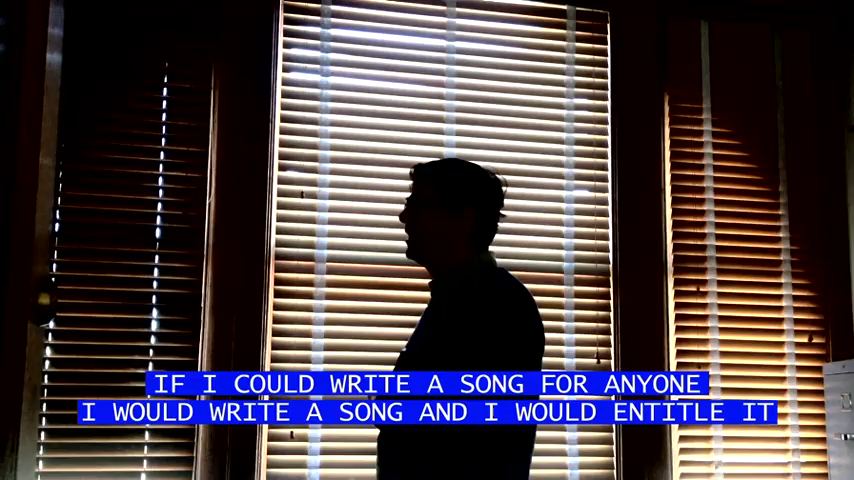 IF I COULD WRITE A SONG FOR ANYONE
I WOULD WRITE A SONG AND I WOULD ENTITLE IT